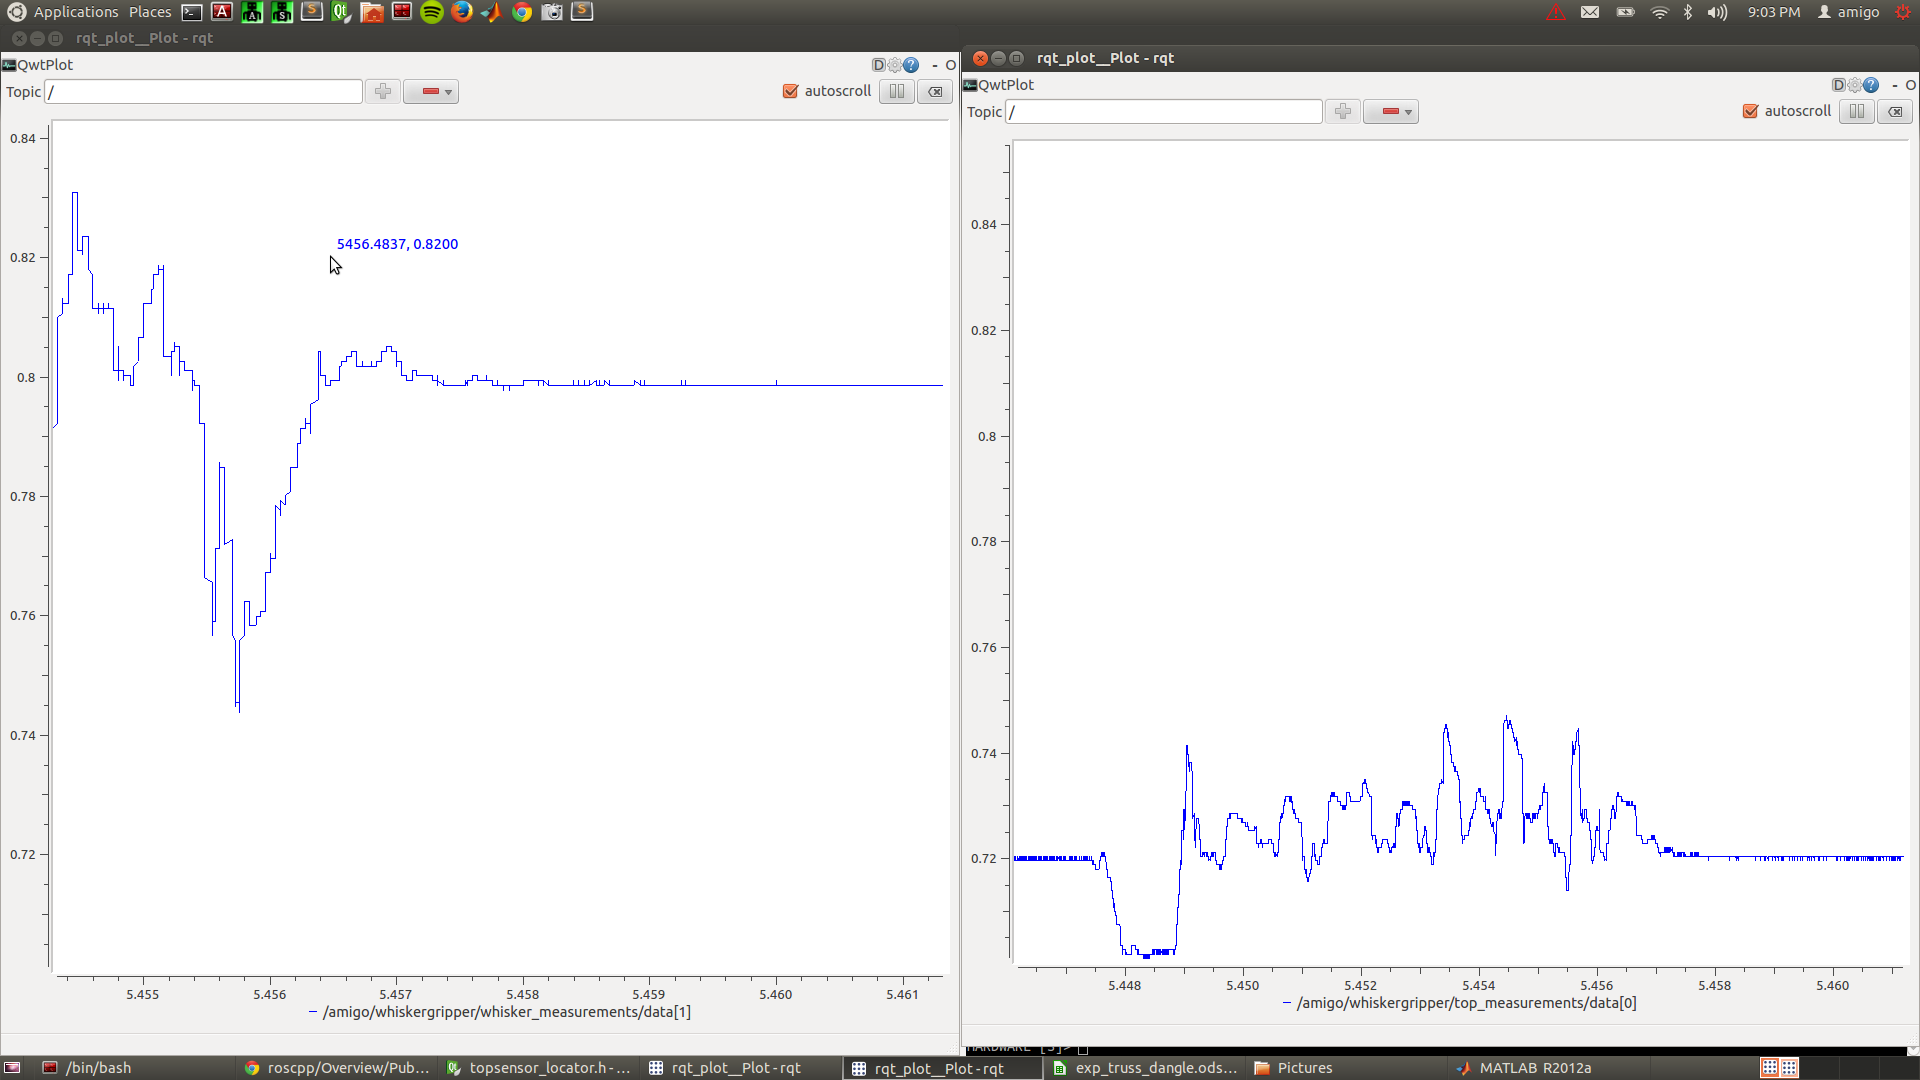 Applications Places 9:03 PM amigo
rqt_plot__Plot - rqt
QwtPlot D ? - O
Topic / autoscroll
0.84
0.82
0.8
0.78
0.76
0.74
0.72
5456.4837, 0.8200
5.455 5.456 5.457 5.458 5.459 5.460 5.461
/amigo/whiskergripper/whisker_measurements/data[1]
rqt_plot__Plot - rqt
QwtPlot D ? - O
Topic / autoscroll
0.84
0.82
0.8
0.78
0.76
0.74
0.72
5.448 5.450 5.452 5.454 5.456 5.458 5.460
/amigo/whiskergripper/top_measurements/data[0]
/bin/bash roscpp/Overview/Pub... topsensor_locator.h - ... rqt_plot__Plot - rqt rqt_plot__Plot - rqt exp_truss_dangle.ods... Pictures MATLAB R2012a